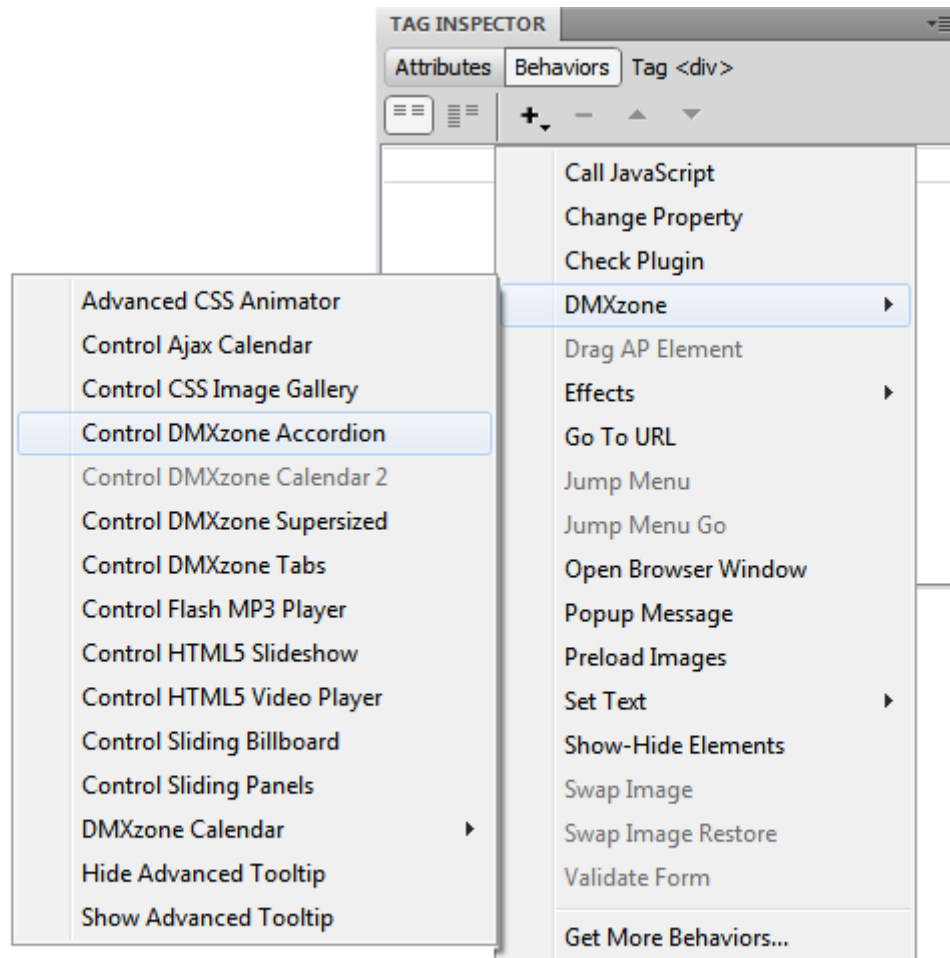 TAG INSPECTOR
Attributes Behaviors Tag <div>
Call JavaScript
Change Property
Check Plugin
DMXzone
Drag AP Element
Effects
Go To URL
Jump Menu
Jump Menu Go
Open Browser Window
Popup Message
Preload Images
Set Text
Show-Hide Elements
Swap Image
Swap Image Restore
Validate Form
Get More Behaviors...
Advanced CSS Animator
Control Ajax Calendar
Control CSS Image Gallery
Control DMXzone Accordion
Control DMXzone Calendar 2
Control DMXzone Supersized
Control DMXzone Tabs
Control Flash MP3 Player
Control HTML5 Slideshow
Control HTML5 Video Player
Control Sliding Billboard
Control Sliding Panels
DMXzone Calendar
Hide Advanced Tooltip
Show Advanced Tooltip